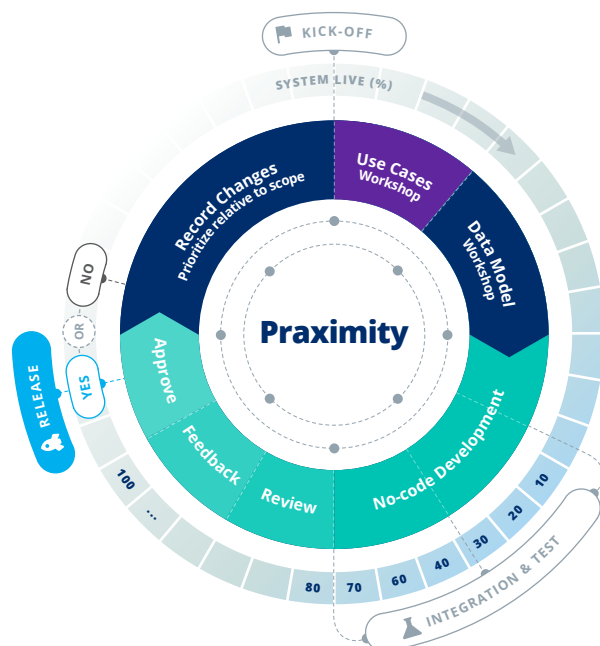 KICK-OFF
SYSTEM LIVE (%)
Use Cases
Workshop
Data Model
Workshop
No-code Development
Review
Feedback
Approve
Record Changes
Prioritize relative to scope
Praximity
NO
OR
YES
RELEASE
10
20
30
40
60
70
80
...
100
INTEGRATION & TEST